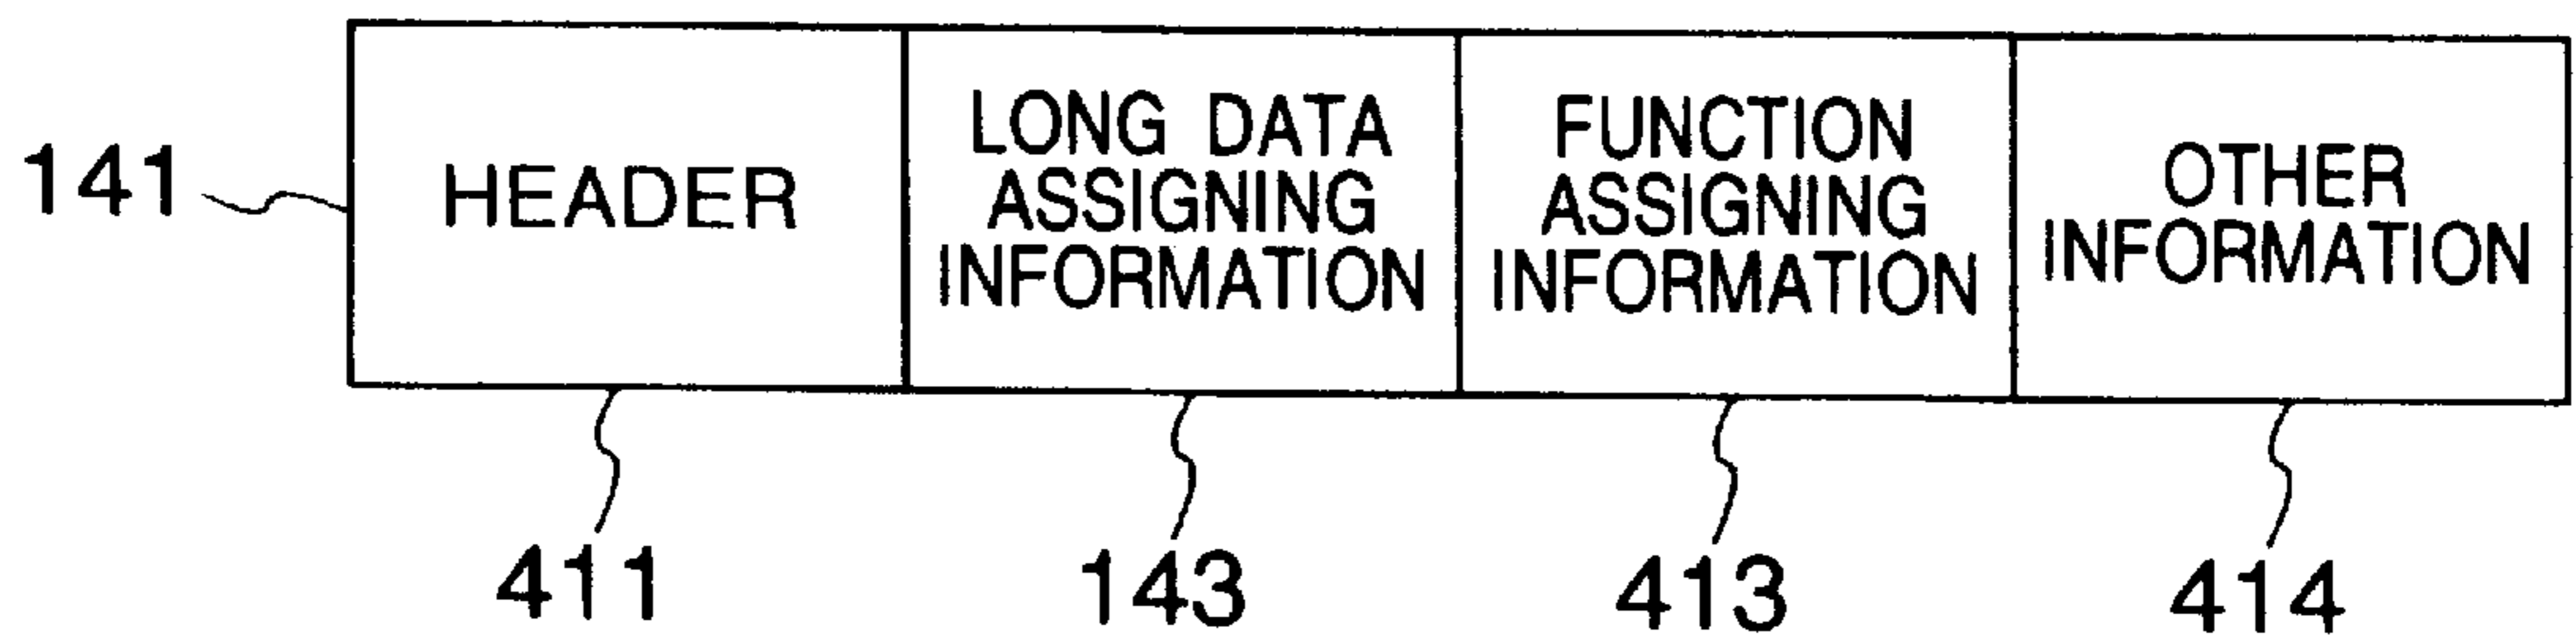 141
HEADER
LONG DATA
ASSIGNING
INFORMATION
FUNCTION
ASSIGNING
INFORMATION
OTHER
INFORMATION
411
143
413
414